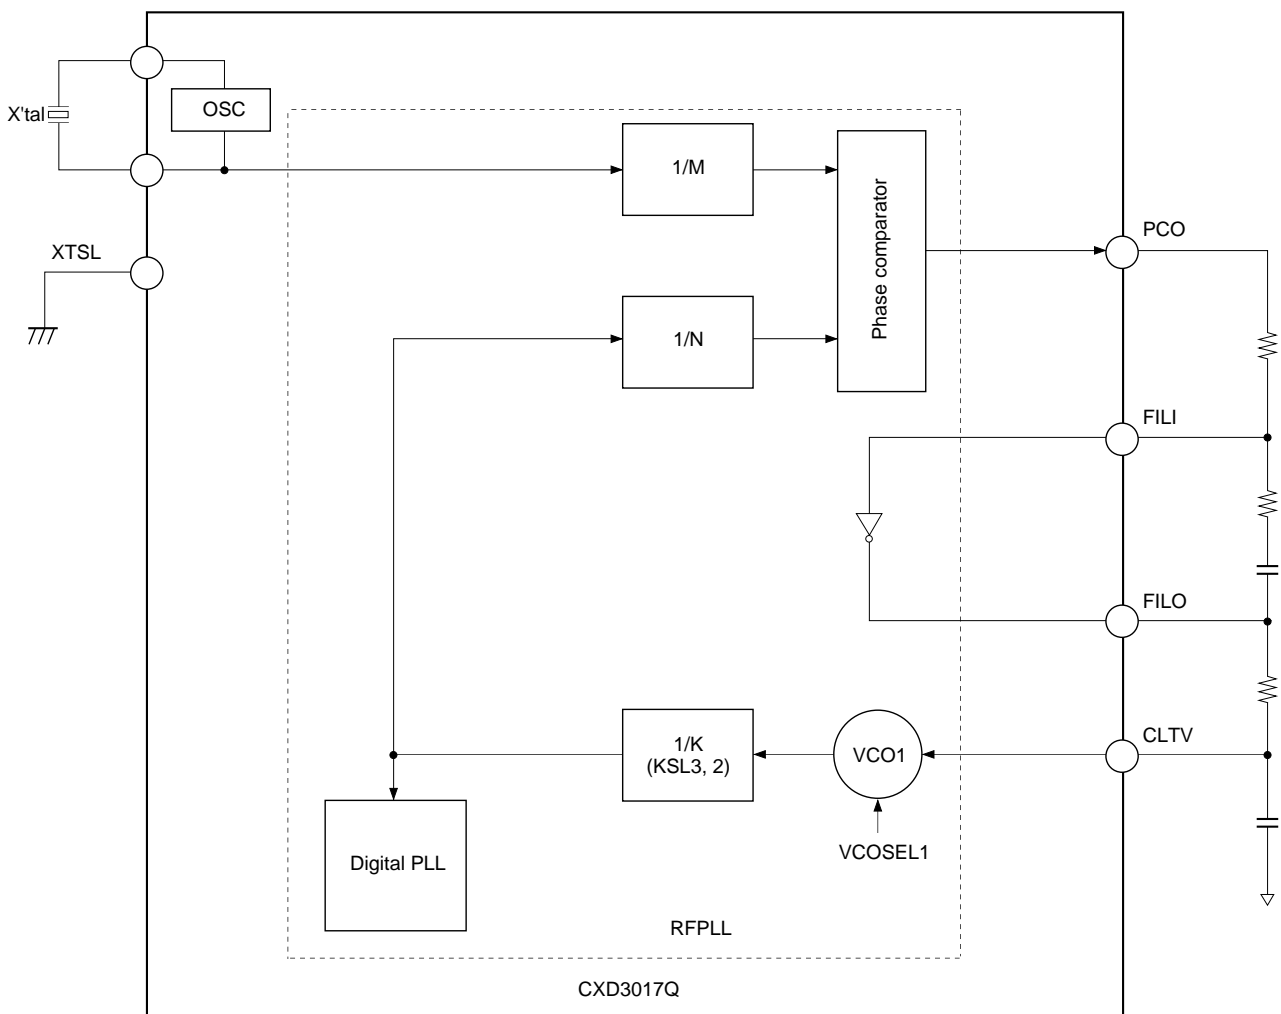 X'tal
OSC
1/M
XTSL
PCO
Phase comparator
1/N
FILI
FILO
1/K
(KSL3, 2)
VCO1
CLTV
VCOSEL1
Digital PLL
RFPLL
CXD3017Q